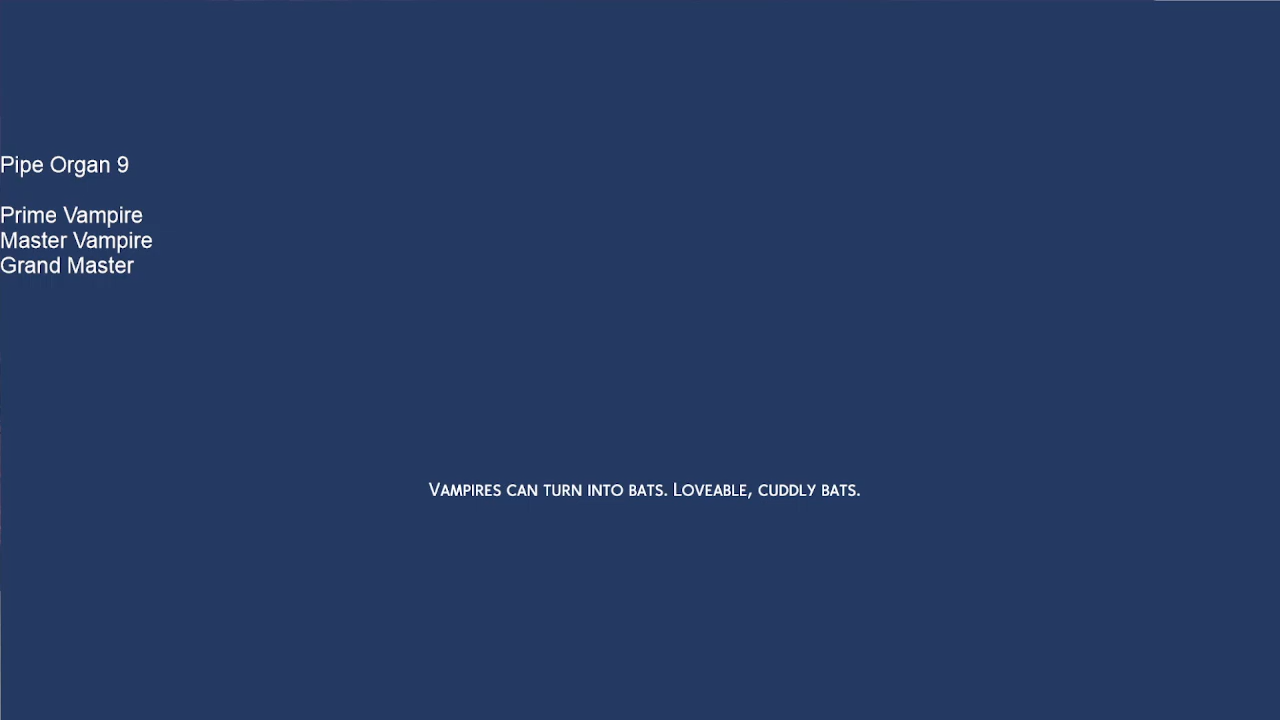 Pipe Organ 9
Prime Vampire
Master Vampire
Grand Master
Vampires can turn into bats. Loveable, cuddly bats.